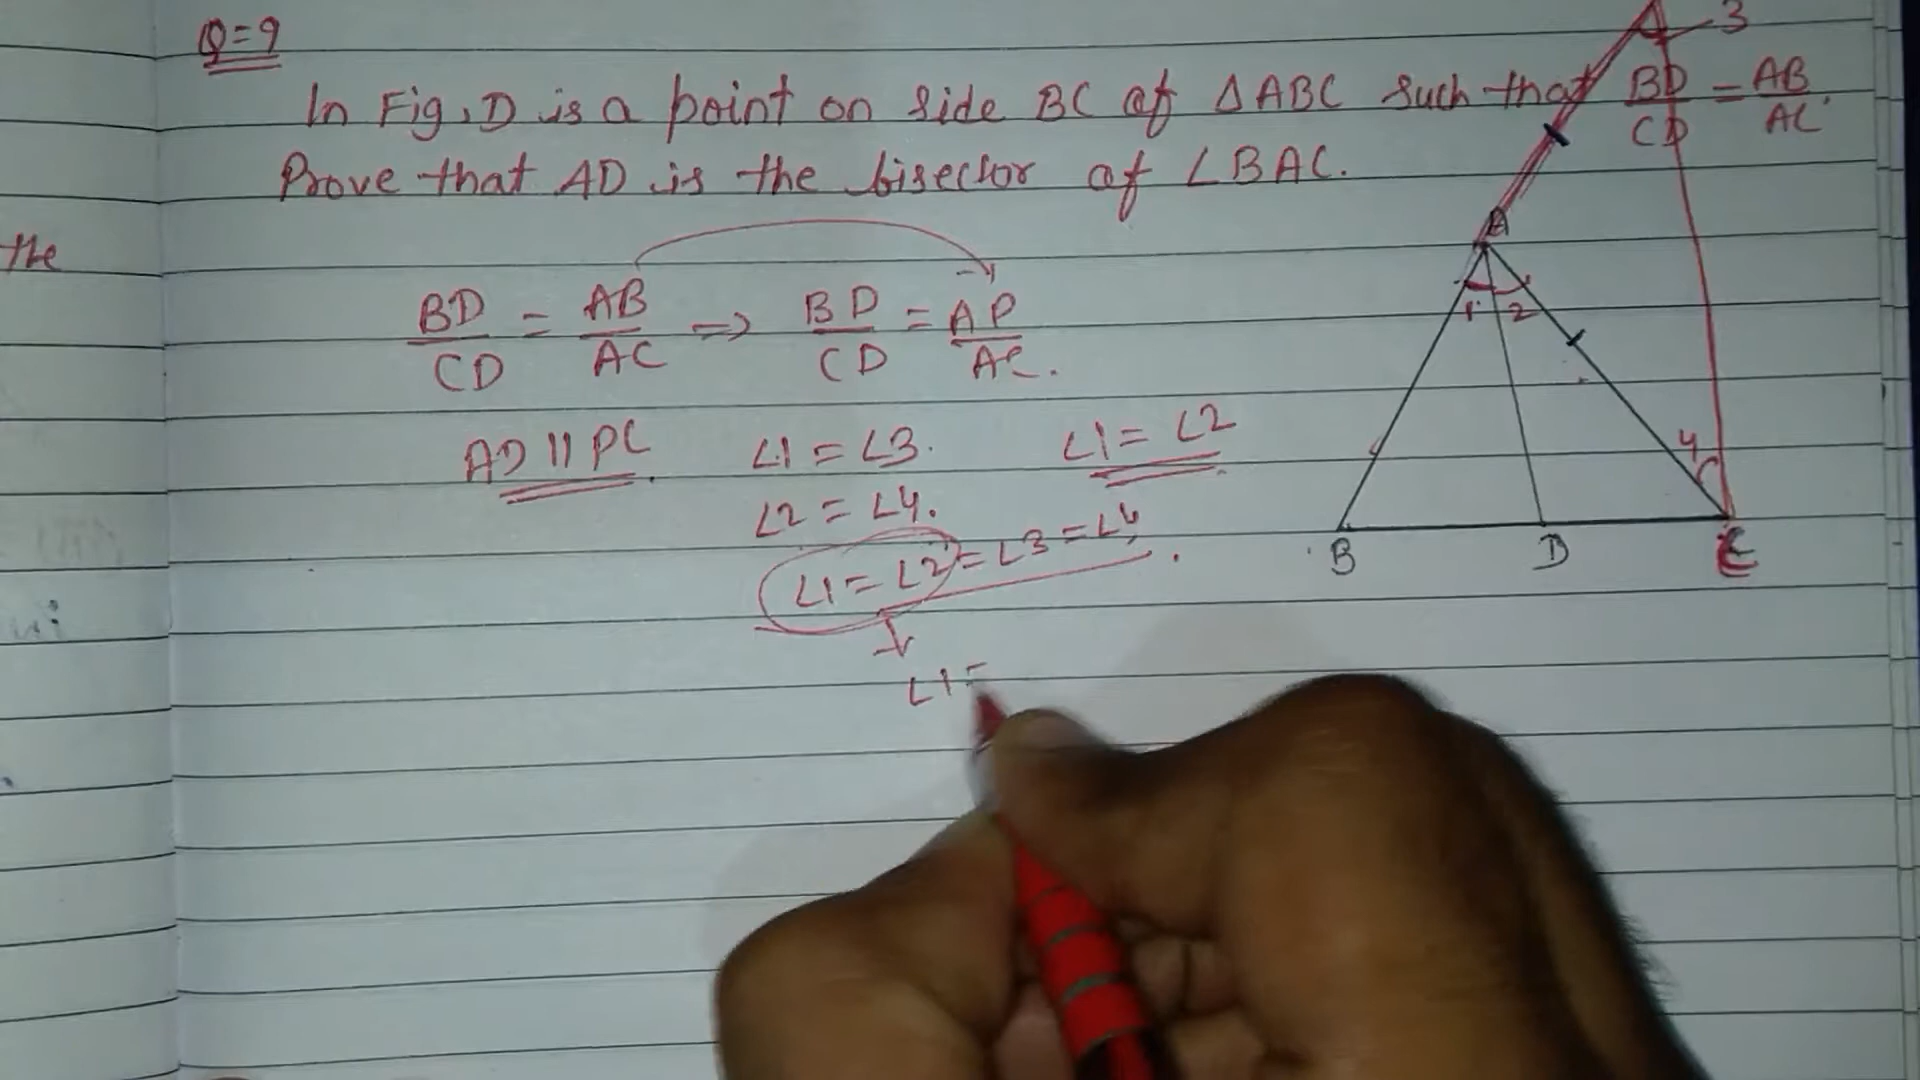 Q=9
In Fig, D is a point on side BC of ΔABC such that BD/CD = AB/AC.
Prove that AD is the bisector of ∠BAC.
the
BD/CD = AB/AC → BD/CD = AP/AC.
AD || PC. ∠1 = ∠3. ∠1 = ∠2
∠2 = ∠4.
∠1 = ∠2 = ∠3 = ∠4.
∠1 =
3
A
1 2
4
B D C